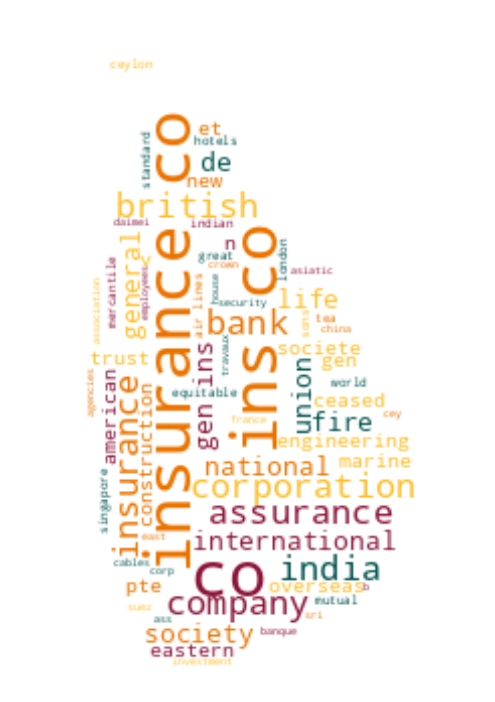 ceylon
insurance co
et
hotels
standard
de
new
british
daimei
indian
n
great
crown
ins co
london
asiatic
general
mercantile
employees
association
air lines
house
security
life
bank
sons
tea
china
travaux
societe
gen
trust
gen ins
equitable
union
world
ceased
cey
agencies
american
insurance
construction
france
fire
engineering
national
marine
corporation
singapore
assurance
east
international
cables
corp
co
india
pte
overseas
b
company
mutual
suez
sri
ass
society
banque
eastern
investment